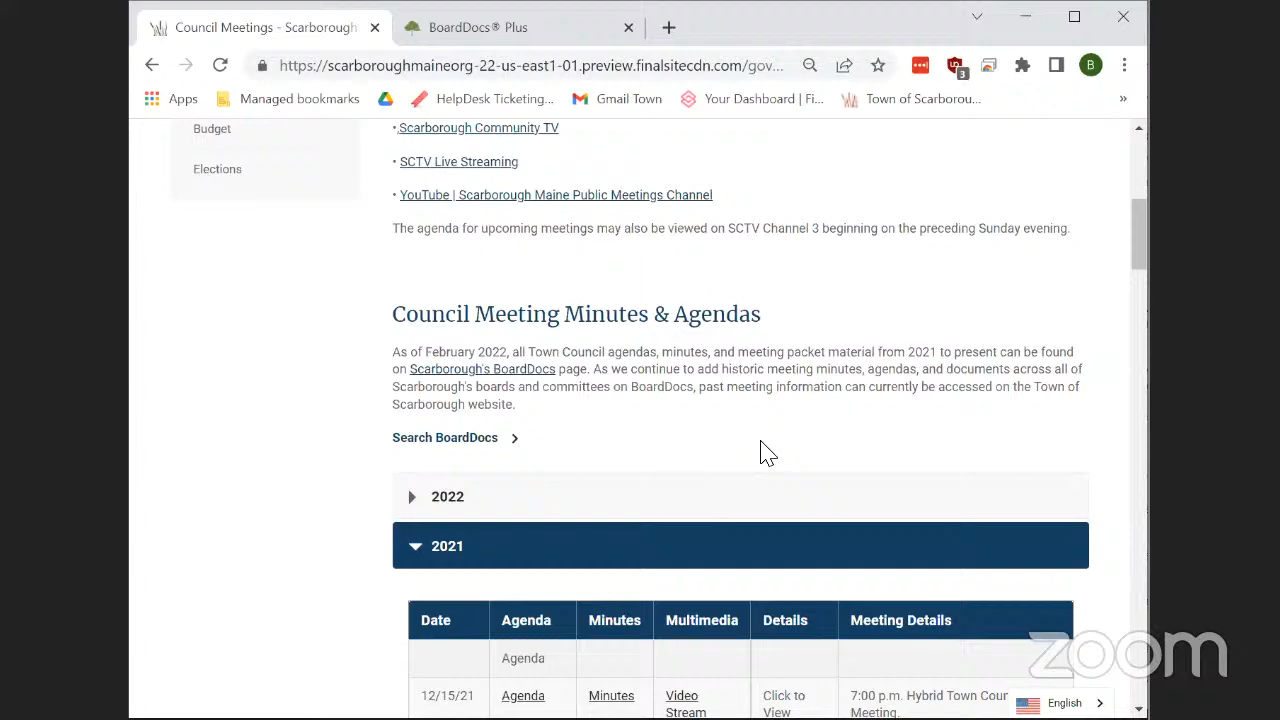 Council Meetings - Scarborough
BoardDocs® Plus
https://scarboroughmaineorg-22-us-east1-01.preview.finalsitecdn.com/gov...
3
B
Apps
Managed bookmarks
HelpDesk Ticketing...
Gmail Town
Your Dashboard | Fi...
Town of Scarborou...
»
Budget
Elections
• Scarborough Community TV
• SCTV Live Streaming
• YouTube | Scarborough Maine Public Meetings Channel
The agenda for upcoming meetings may also be viewed on SCTV Channel 3 beginning on the preceding Sunday evening.
Council Meeting Minutes & Agendas
As of February 2022, all Town Council agendas, minutes, and meeting packet material from 2021 to present can be found
on Scarborough's BoardDocs page. As we continue to add historic meeting minutes, agendas, and documents across all of
Scarborough's boards and committees on BoardDocs, past meeting information can currently be accessed on the Town of
Scarborough website.
Search BoardDocs
2022
2021
Date Agenda Minutes Multimedia Details Meeting Details
Agenda
12/15/21 Agenda Minutes Video Click to 7:00 p.m. Hybrid Town Coun
Stream View Meeting.
English
zoom